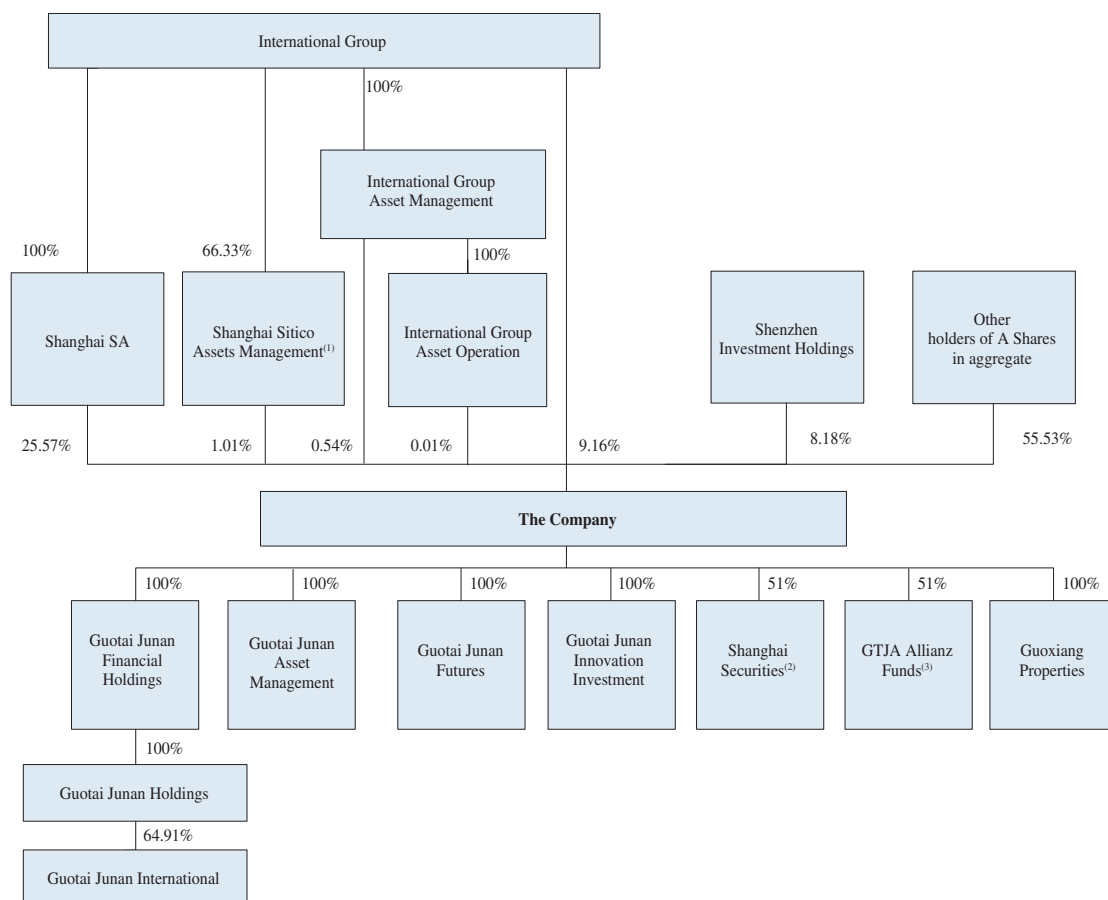 International Group
100%
International Group
Asset Management
100%
66.33%
100%
Shanghai SA
Shanghai Sitico
Assets Management(1)
International Group
Asset Operation
Shenzhen
Investment Holdings
Other
holders of A Shares
in aggregate
25.57%
1.01%
0.54%
0.01%
9.16%
8.18%
55.53%
The Company
100%
100%
100%
100%
51%
51%
100%
Guotai Junan
Financial
Holdings
Guotai Junan
Asset
Management
Guotai Junan
Futures
Guotai Junan
Innovation
Investment
Shanghai
Securities(2)
GTJA Allianz
Funds(3)
Guoxiang
Properties
100%
Guotai Junan Holdings
64.91%
Guotai Junan International